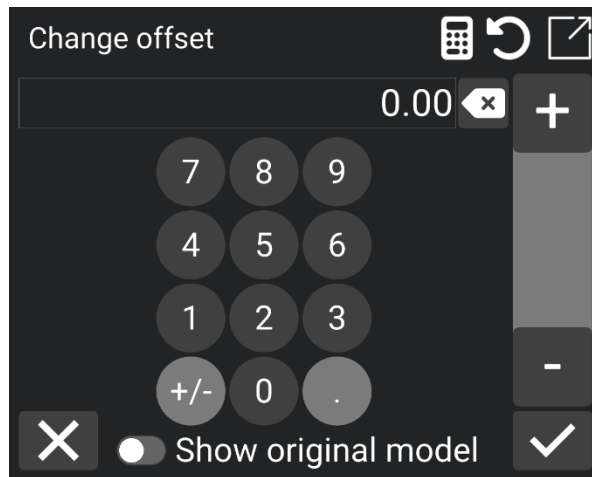 Change offset
0.00
+
7 8 9
4 5 6
1 2 3
+/- 0 .
-
Show original model